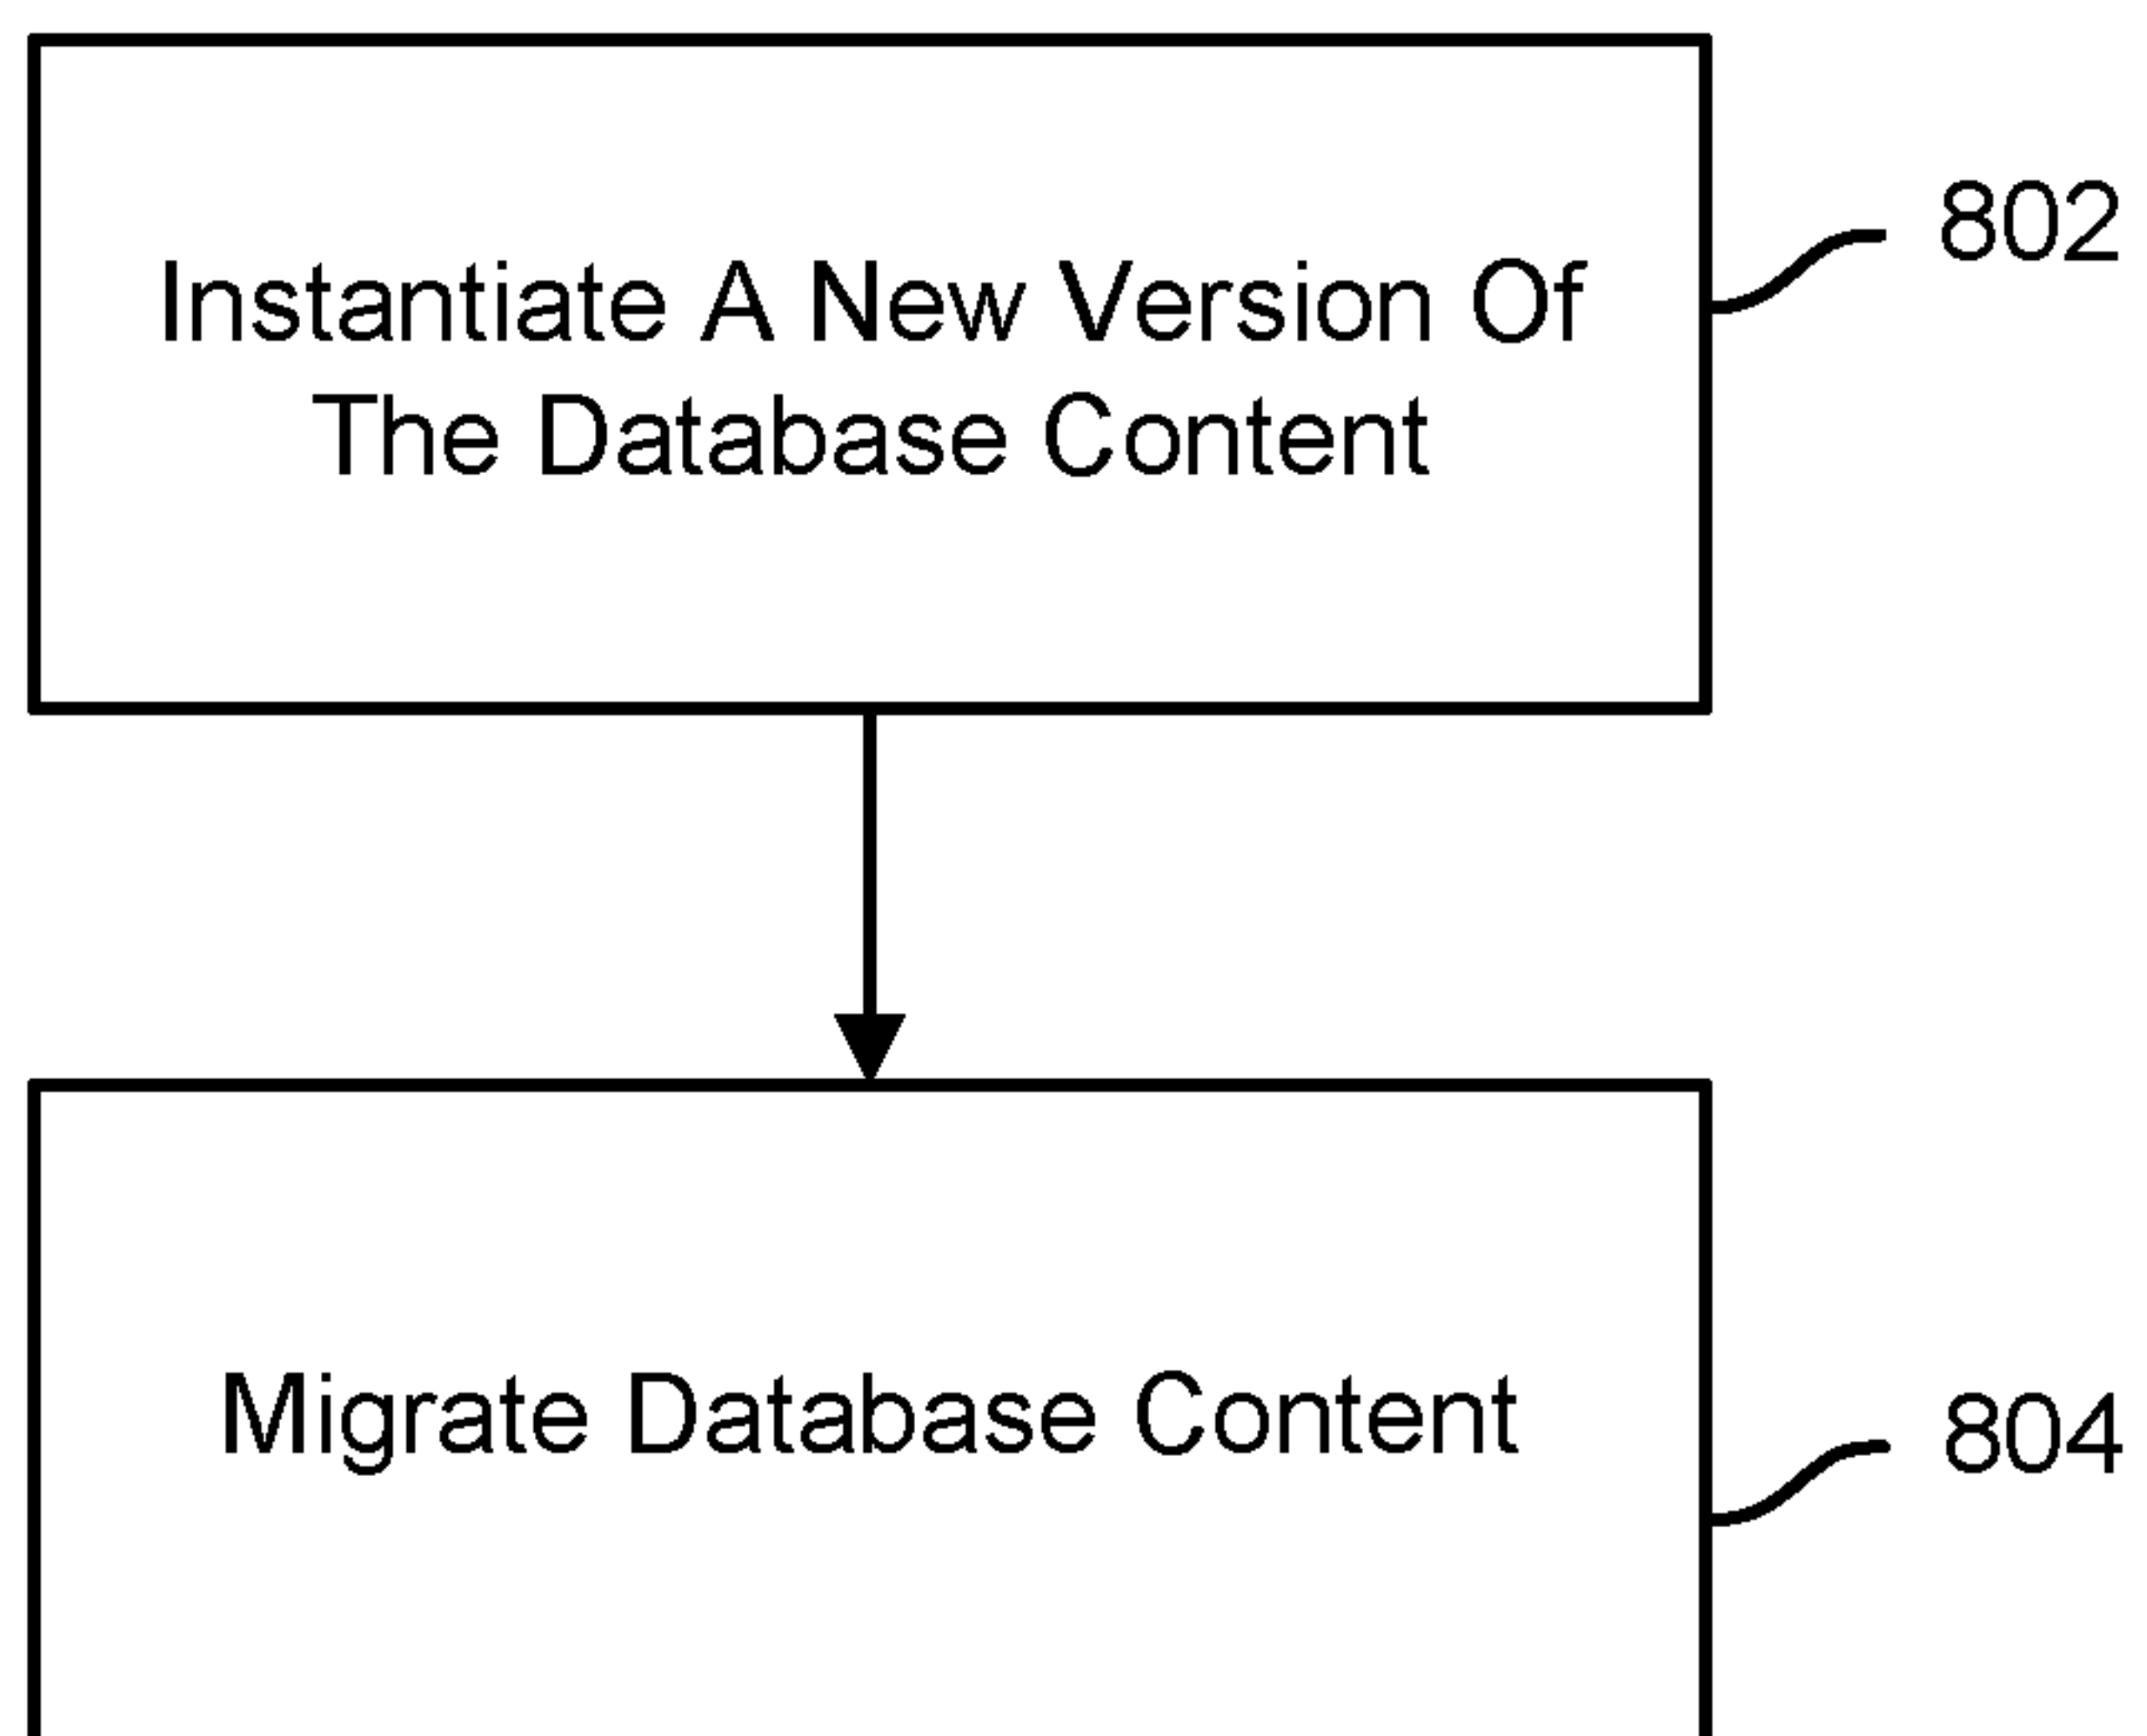 Instantiate A New Version Of
The Database Content
802
Migrate Database Content
804